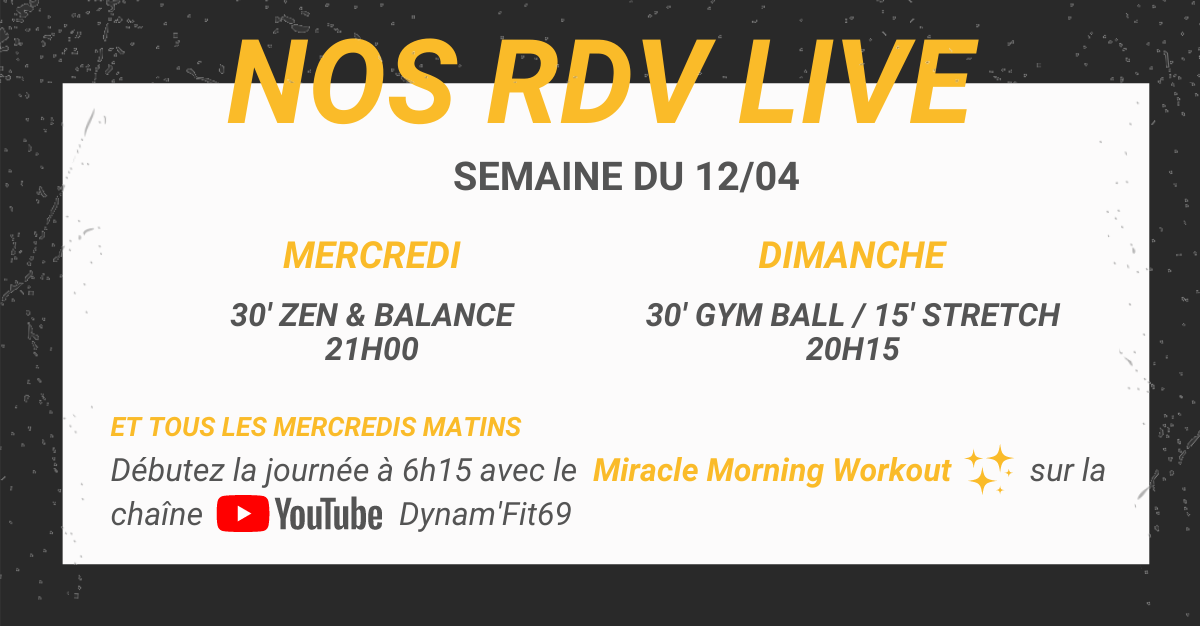 NOS RDV LIVE
SEMAINE DU 12/04
MERCREDI
30' ZEN & BALANCE
21H00
DIMANCHE
30' GYM BALL / 15' STRETCH
20H15
ET TOUS LES MERCREDIS MATINS
Débutez la journée à 6h15 avec le Miracle Morning Workout ✨ sur la
chaîne YouTube Dynam'Fit69